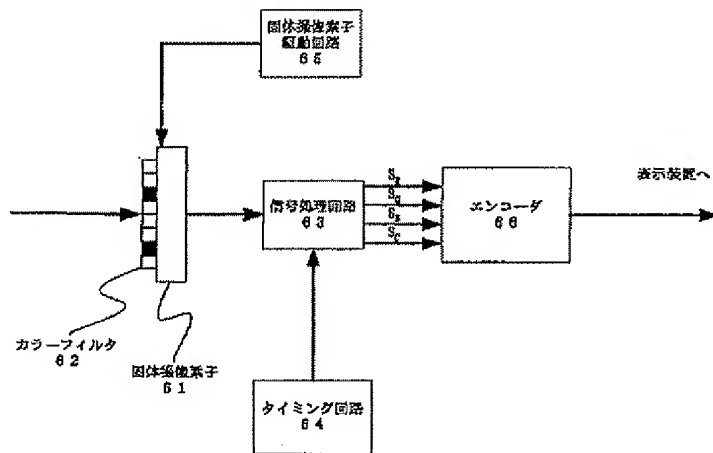 固体撮像素子
駆動回路
65
表示装置へ
信号処理回路
63
S
S
S
S
エンコーダ
66
カラーフィルタ
62
固体撮像素子
61
タイミング回路
64